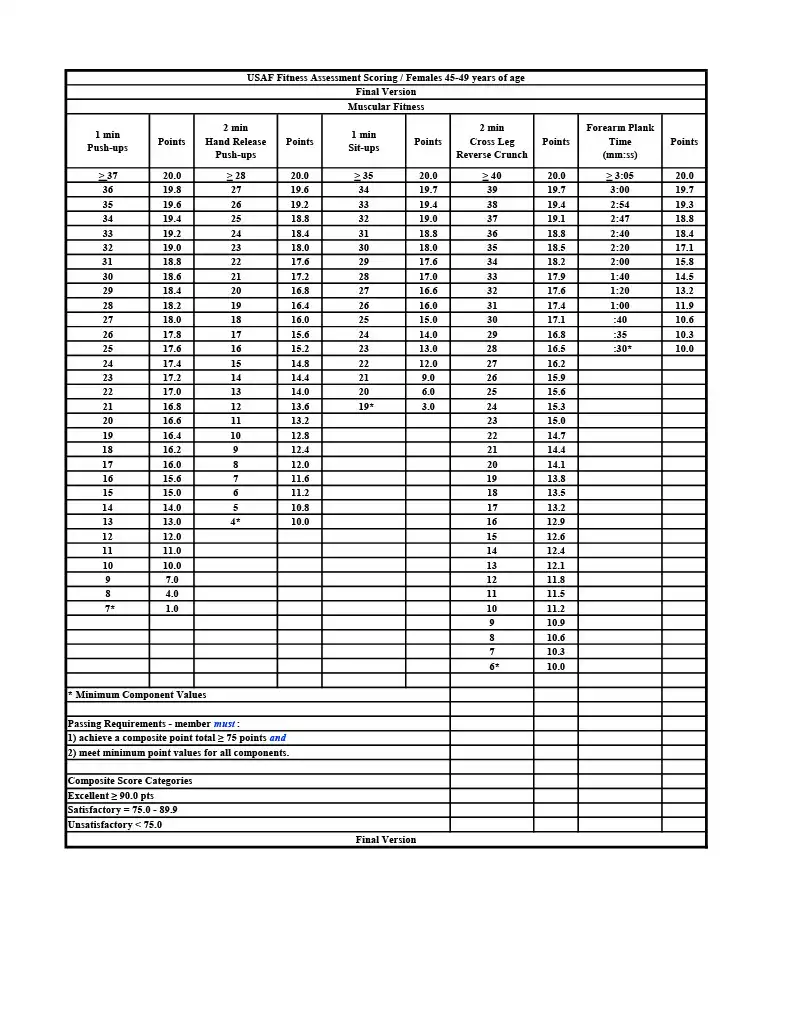 USAF Fitness Assessment Scoring / Females 45-49 years of age
Final Version
Muscular Fitness
1 min Push-ups Points 2 min Hand Release Push-ups Points 1 min Sit-ups Points 2 min Cross Leg Reverse Crunch Points Forearm Plank Time (mm:ss) Points
≥ 37 20.0 ≥ 28 20.0 ≥ 35 20.0 ≥ 40 20.0 ≥ 3:05 20.0
36 19.8 27 19.6 34 19.7 39 19.7 3:00 19.7
35 19.6 26 19.2 33 19.4 38 19.4 2:54 19.3
34 19.4 25 18.8 32 19.0 37 19.1 2:47 18.8
33 19.2 24 18.4 31 18.8 36 18.8 2:40 18.4
32 19.0 23 18.0 30 18.0 35 18.5 2:20 17.1
31 18.8 22 17.6 29 17.6 34 18.2 2:00 15.8
30 18.6 21 17.2 28 17.0 33 17.9 1:40 14.5
29 18.4 20 16.8 27 16.6 32 17.6 1:20 13.2
28 18.2 19 16.4 26 16.0 31 17.4 1:00 11.9
27 18.0 18 16.0 25 15.0 30 17.1 :40 10.6
26 17.8 17 15.6 24 14.0 29 16.8 :35 10.3
25 17.6 16 15.2 23 13.0 28 16.5 :30* 10.0
24 17.4 15 14.8 22 12.0 27 16.2
23 17.2 14 14.4 21 9.0 26 15.9
22 17.0 13 14.0 20 6.0 25 15.6
21 16.8 12 13.6 19* 3.0 24 15.3
20 16.6 11 13.2 23 15.0
19 16.4 10 12.8 22 14.7
18 16.2 9 12.4 21 14.4
17 16.0 8 12.0 20 14.1
16 15.6 7 11.6 19 13.8
15 15.0 6 11.2 18 13.5
14 14.0 5 10.8 17 13.2
13 13.0 4* 10.0 16 12.9
12 12.0 15 12.6
11 11.0 14 12.4
10 10.0 13 12.1
9 7.0 12 11.8
8 4.0 11 11.5
7* 1.0 10 11.2
9 10.9
8 10.6
7 10.3
6* 10.0
* Minimum Component Values
Passing Requirements - member must :
1) achieve a composite point total ≥ 75 points and
2) meet minimum point values for all components.
Composite Score Categories
Excellent ≥ 90.0 pts
Satisfactory = 75.0 - 89.9
Unsatisfactory < 75.0
Final Version